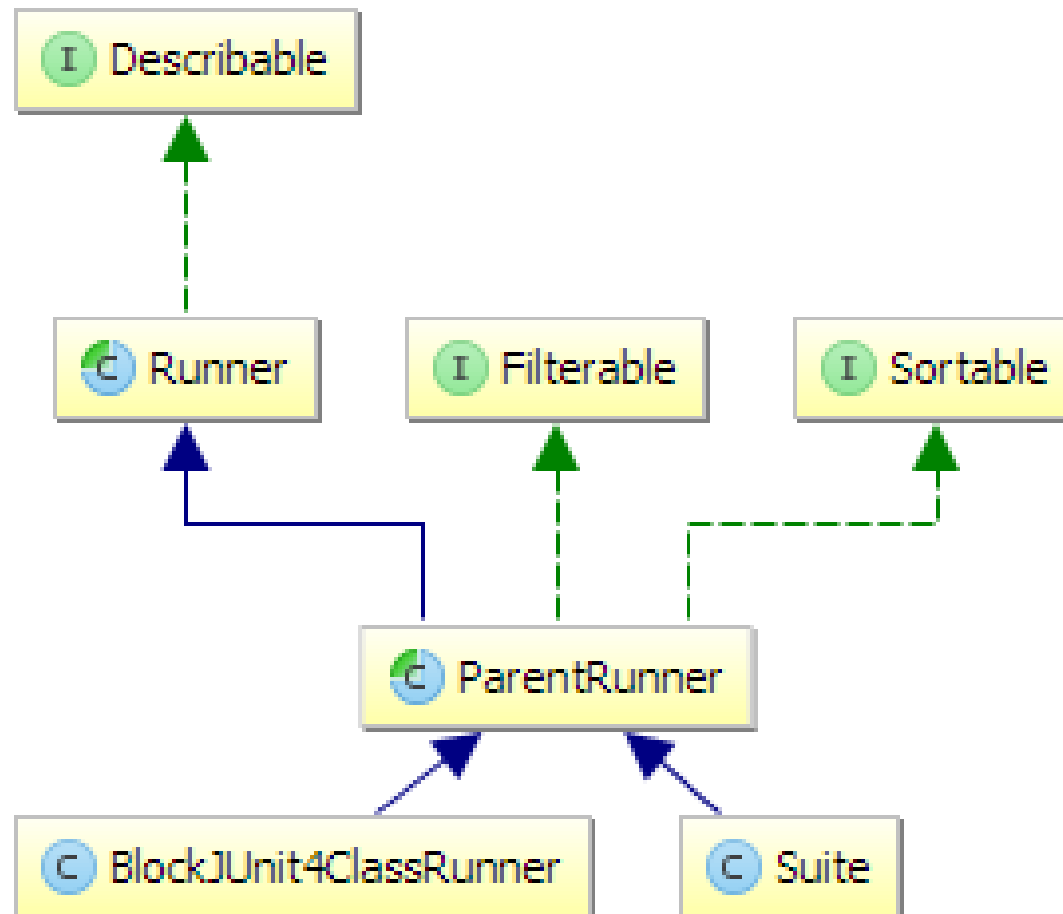 I Describable
C Runner
I Filterable
I Sortable
C ParentRunner
C BlockJUnit4ClassRunner
C Suite